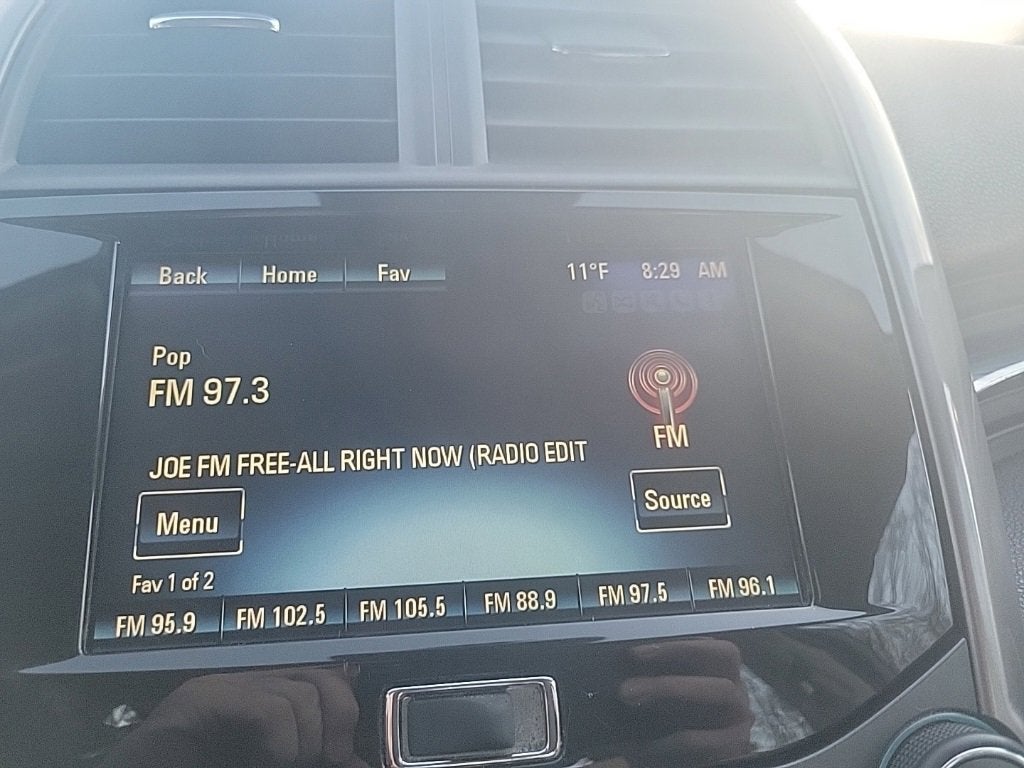 Back Home Fav 11°F 8:29 AM
Pop
FM 97.3
FM
JOE FM FREE-ALL RIGHT NOW (RADIO EDIT
Menu Source
Fav 1 of 2
FM 95.9 FM 102.5 FM 105.5 FM 88.9 FM 97.5 FM 96.1